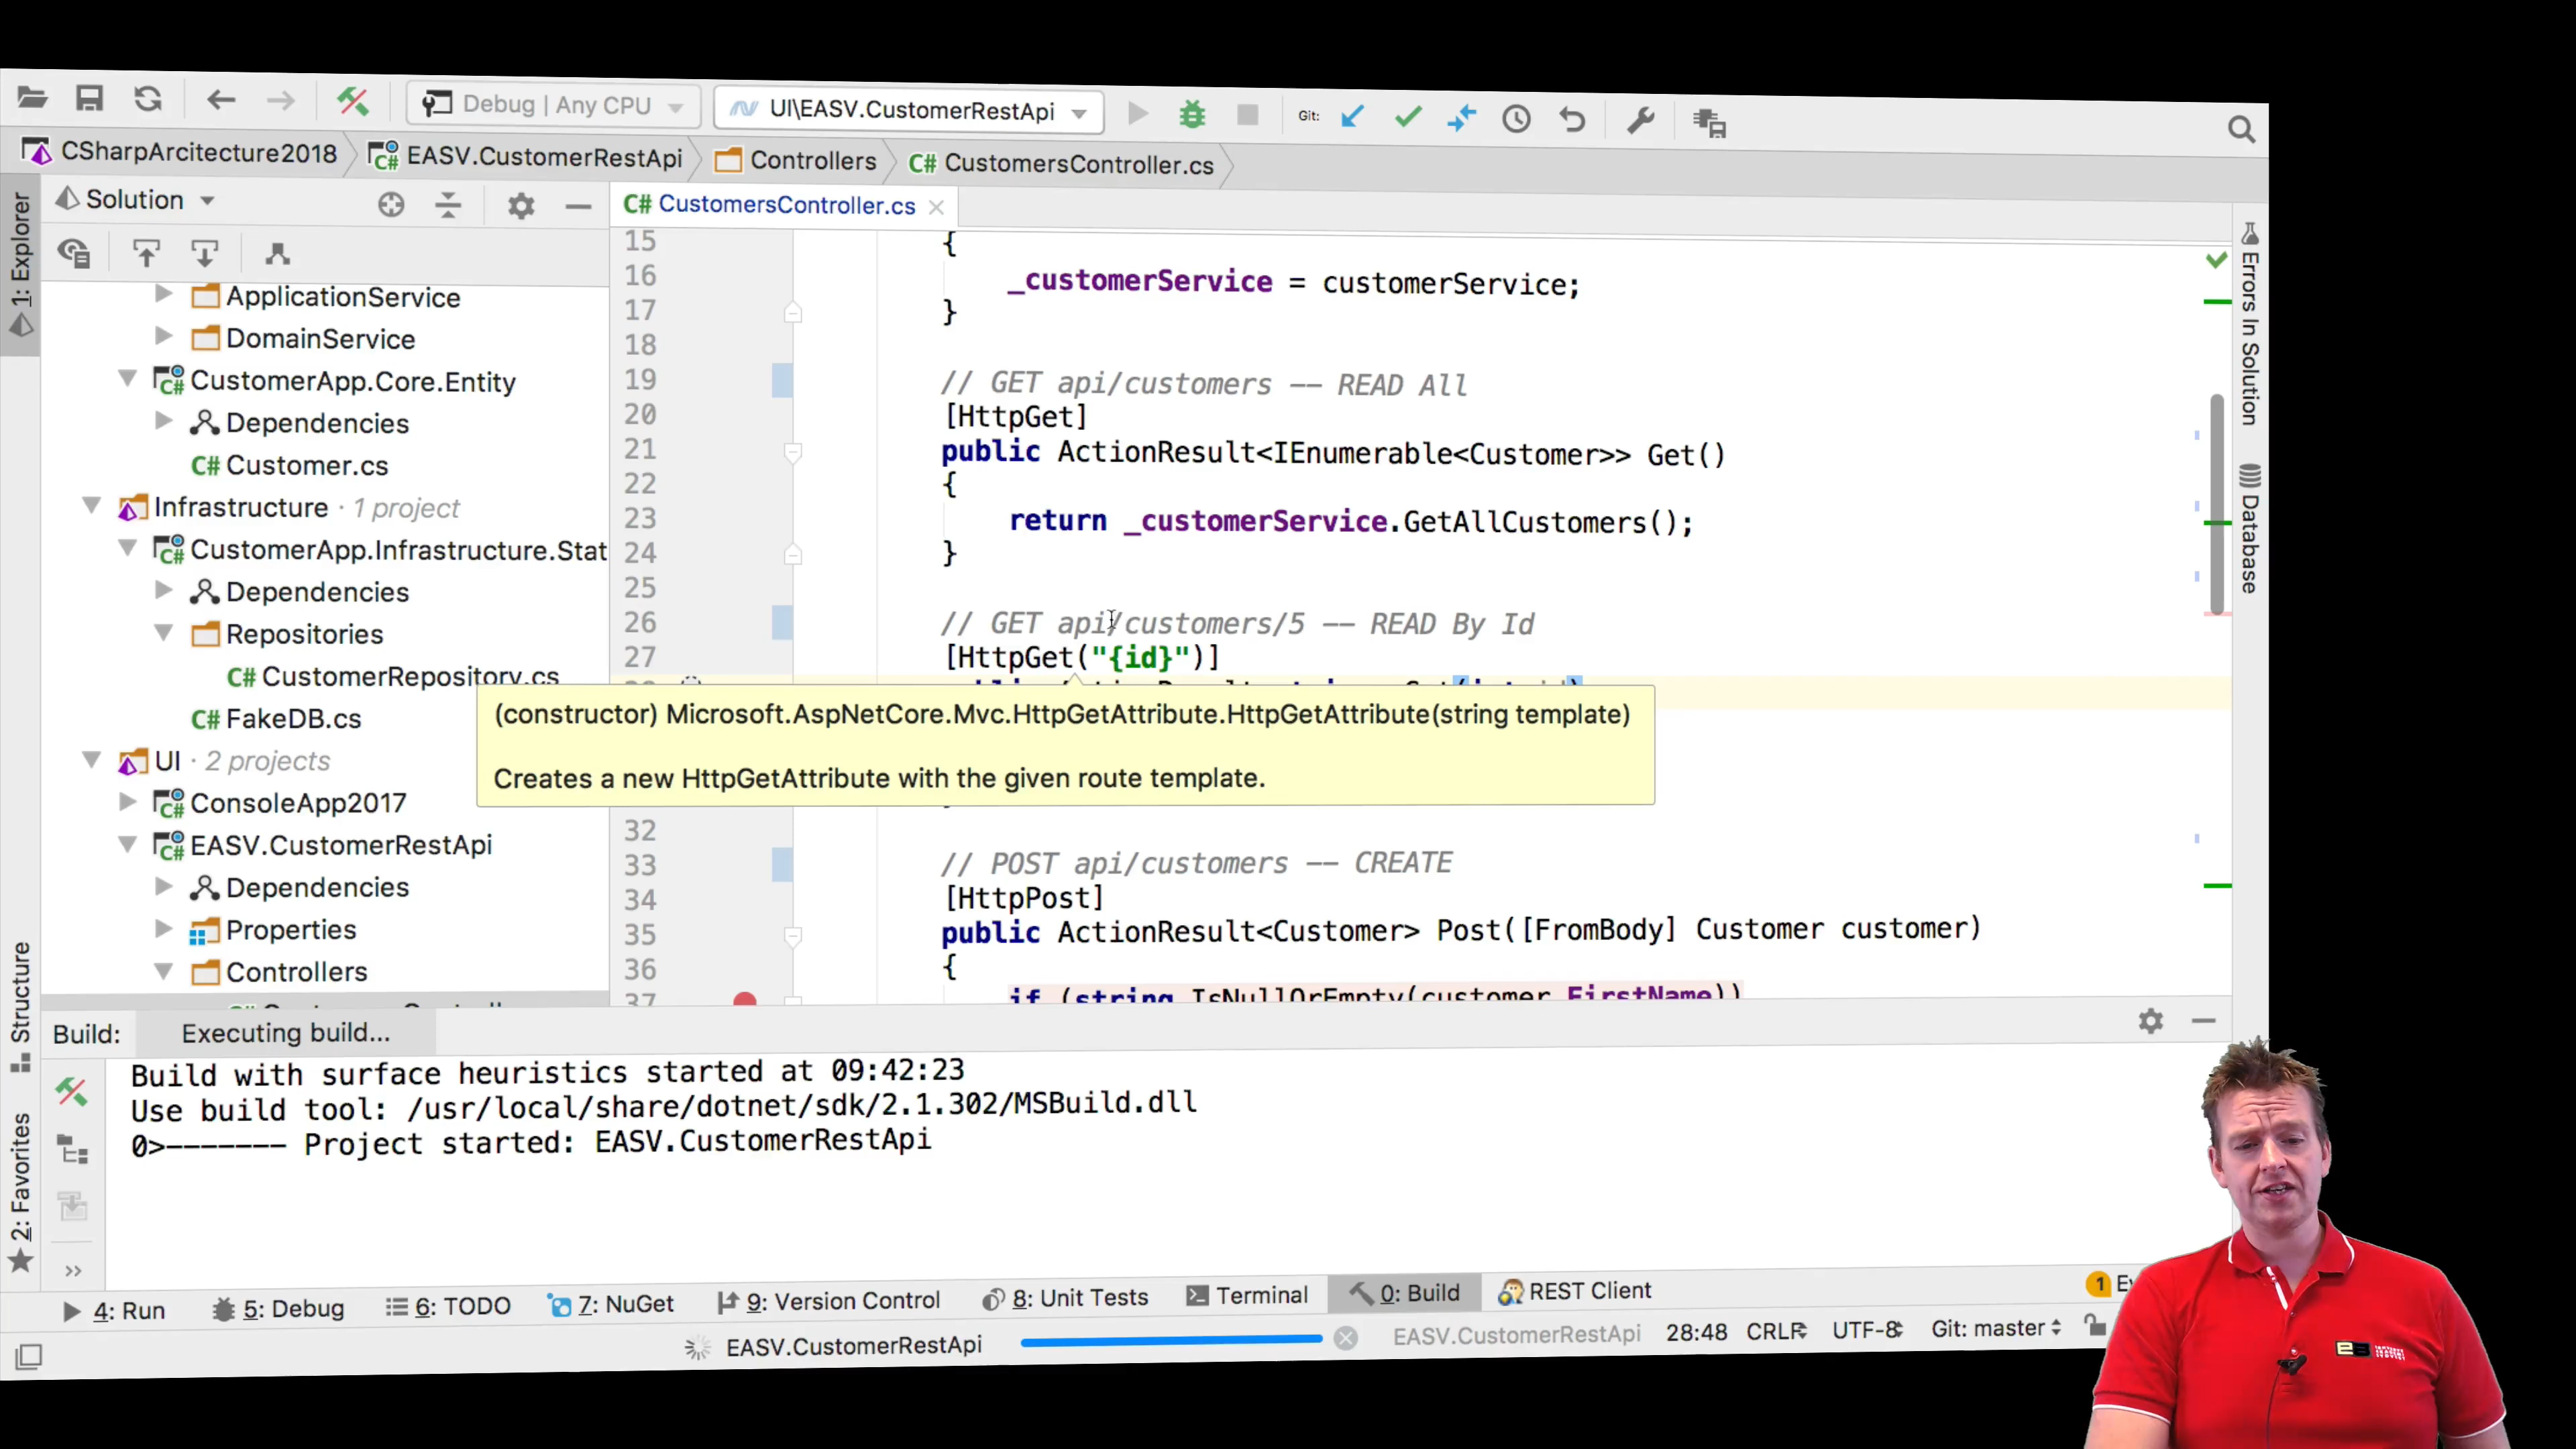 Debug | Any CPU
UI\EASV.CustomerRestApi
Git:
CSharpArcitecture2018
EASV.CustomerRestApi
Controllers
C# CustomersController.cs
1: Explorer
Solution
C# CustomersController.cs
ApplicationService
DomainService
C# CustomerApp.Core.Entity
Dependencies
C# Customer.cs
Infrastructure · 1 project
C# CustomerApp.Infrastructure.Stat
Dependencies
Repositories
C# CustomerRepository.cs
C# FakeDB.cs
UI · 2 projects
C# ConsoleApp2017
C# EASV.CustomerRestApi
Dependencies
Properties
Controllers
15 {
16 _customerService = customerService;
17 }
18
19 // GET api/customers -- READ All
20 [HttpGet]
21 public ActionResult<IEnumerable<Customer>> Get()
22 {
23 return _customerService.GetAllCustomers();
24 }
25
26 // GET api/customers/5 -- READ By Id
27 [HttpGet("{id}")]
(constructor) Microsoft.AspNetCore.Mvc.HttpGetAttribute.HttpGetAttribute(string template)
Creates a new HttpGetAttribute with the given route template.
32
33 // POST api/customers -- CREATE
34 [HttpPost]
35 public ActionResult<Customer> Post([FromBody] Customer customer)
36 {
37 if (string.IsNullOrEmpty(customer.FirstName))
Errors In Solution
Database
Structure
2: Favorites
Build: Executing build...
Build with surface heuristics started at 09:42:23
Use build tool: /usr/local/share/dotnet/sdk/2.1.302/MSBuild.dll
0>------- Project started: EASV.CustomerRestApi
4: Run
5: Debug
6: TODO
7: NuGet
9: Version Control
8: Unit Tests
Terminal
0: Build
REST Client
1
EASV.CustomerRestApi
EASV.CustomerRestApi
28:48
CRLF
UTF-8
Git: master